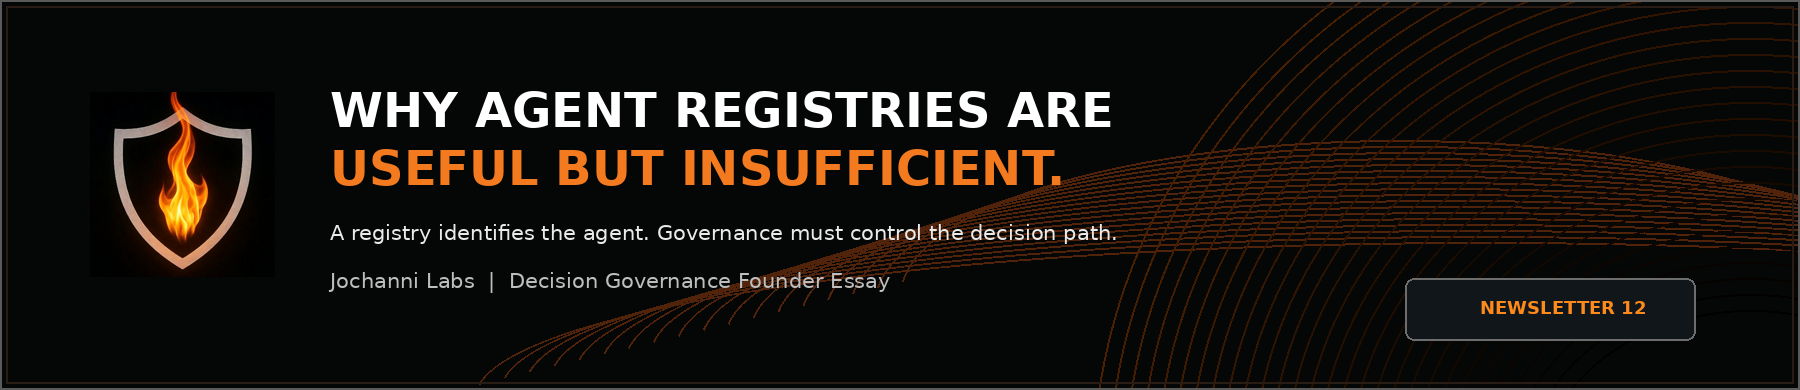 WHY AGENT REGISTRIES ARE
USEFUL BUT INSUFFICIENT.
A registry identifies the agent. Governance must control the decision path.
Jochanni Labs | Decision Governance Founder Essay
NEWSLETTER 12